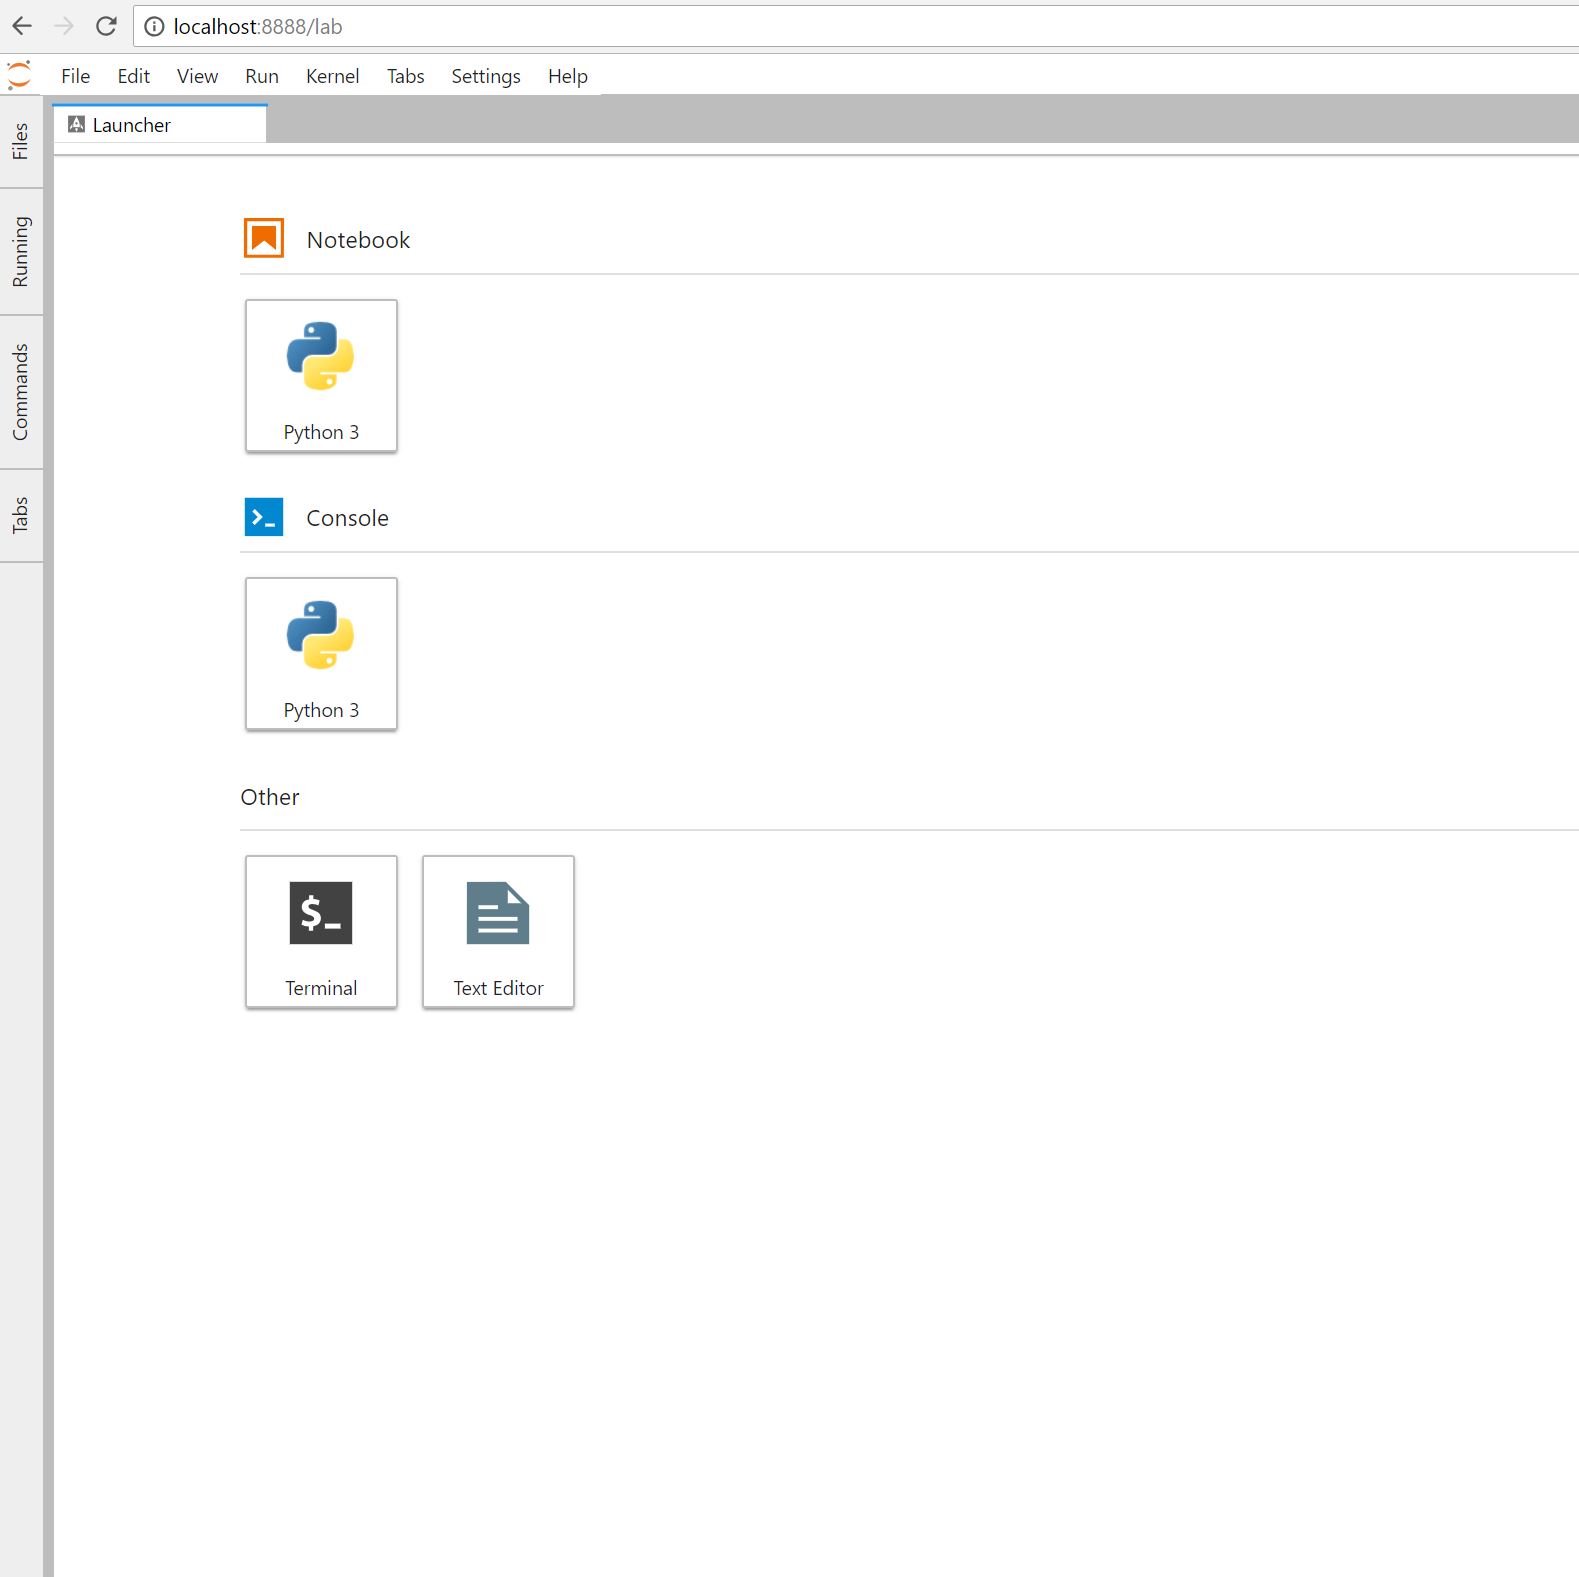 localhost:8888/lab
File Edit View Run Kernel Tabs Settings Help
Launcher
Files
Running
Commands
Tabs
Notebook
Python 3
>_ Console
Python 3
Other
$_
Terminal Text Editor